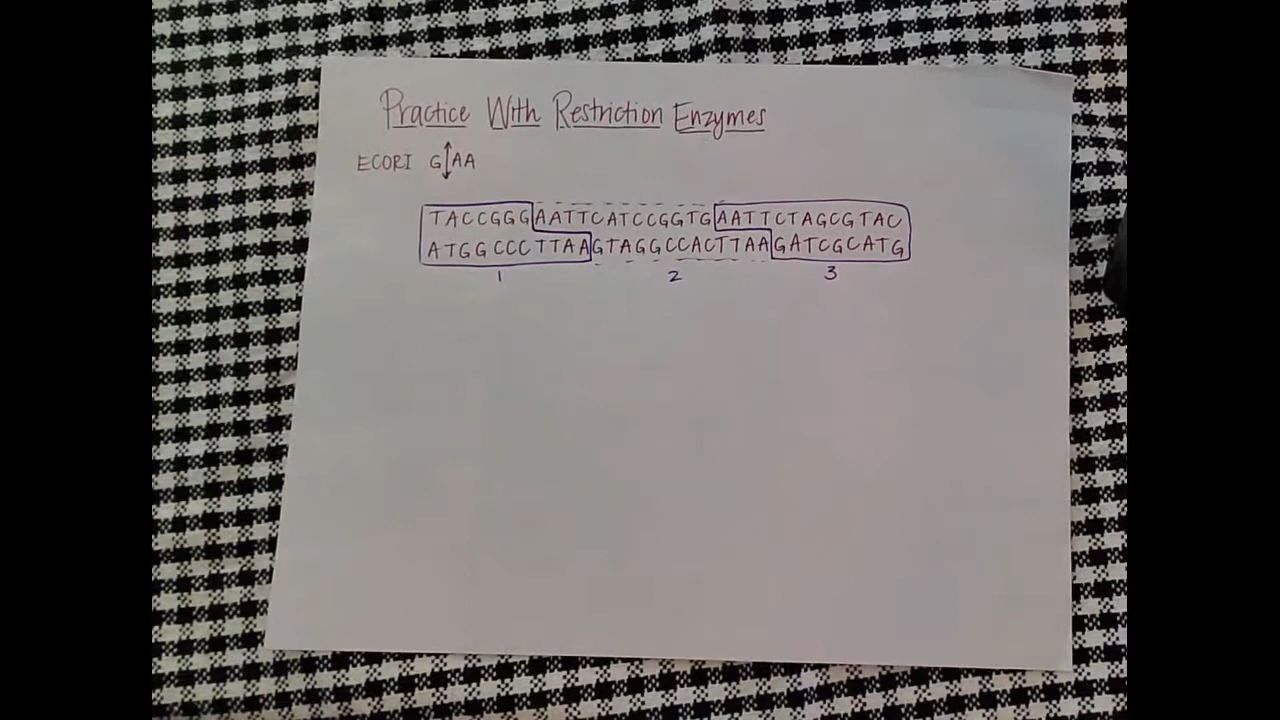 Practice With Restriction Enzymes
ECORI G↕AA
TACCGGGAATTCATCCGGTGAATTCTAGCGTAC
ATGGCCCTTAAGTAGGCCACTTAAGATCGCATG
1 2 3